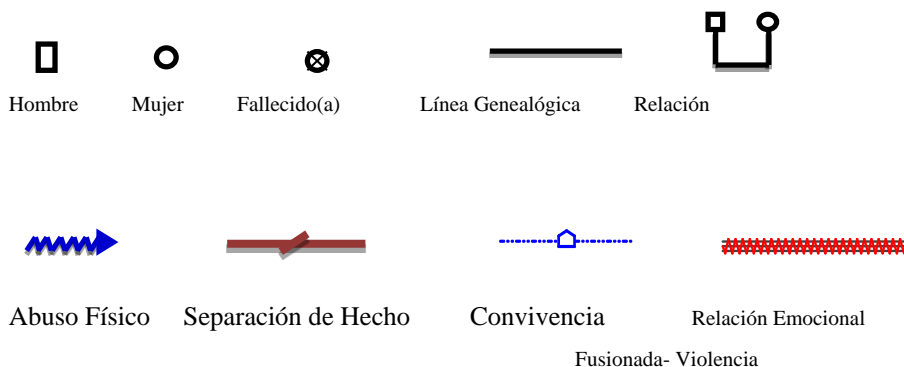 Hombre Mujer Fallecido(a) Línea Genealógica Relación
Abuso Físico Separación de Hecho Convivencia Relación Emocional
Fusionada- Violencia